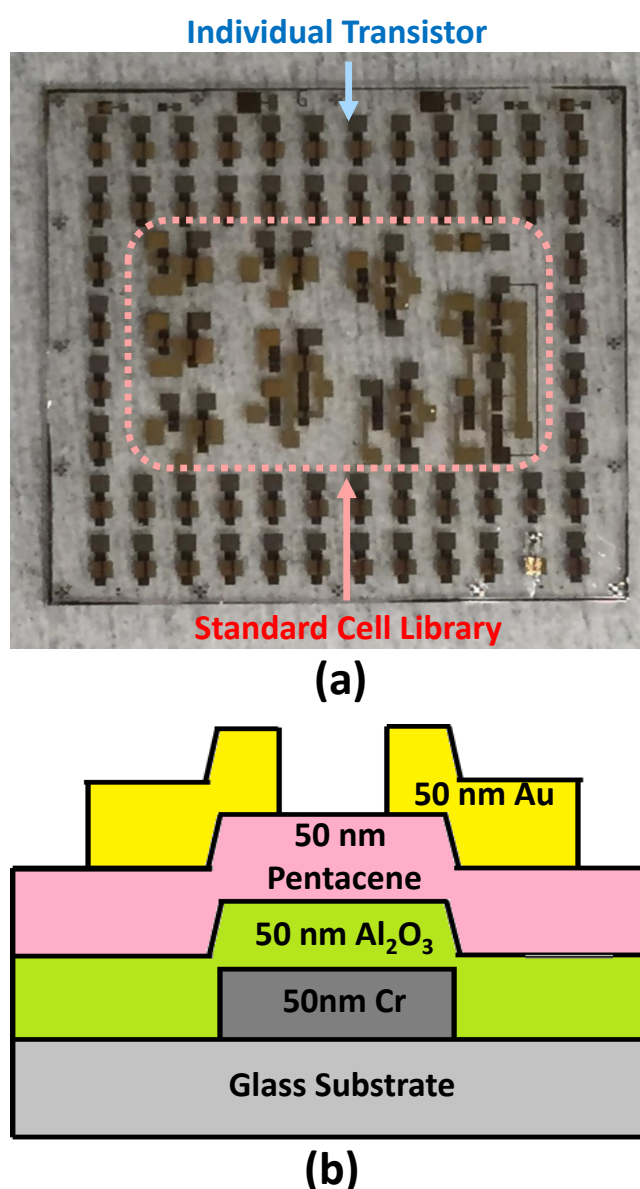 Individual Transistor
Standard Cell Library
(a)
50 nm Au
50 nm
Pentacene
50 nm Al₂O₃
50nm Cr
Glass Substrate
(b)